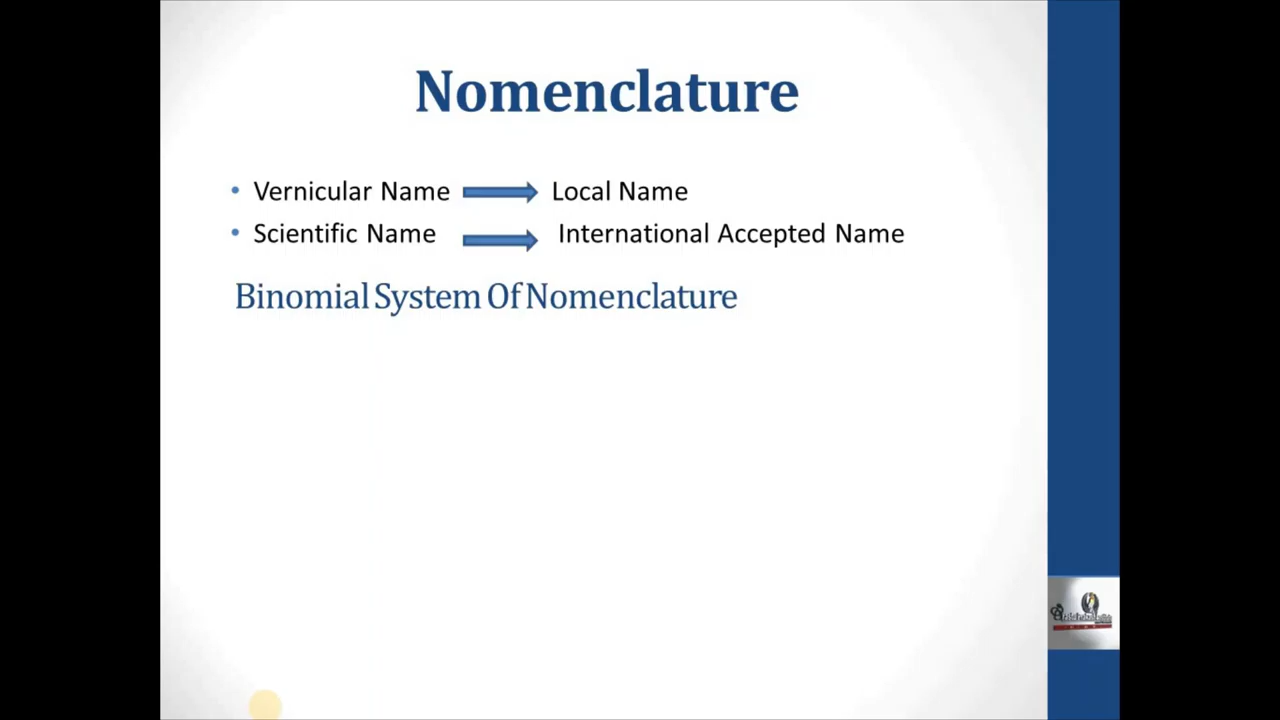 Nomenclature
• Vernicular Name Local Name
• Scientific Name International Accepted Name
Binomial System Of Nomenclature